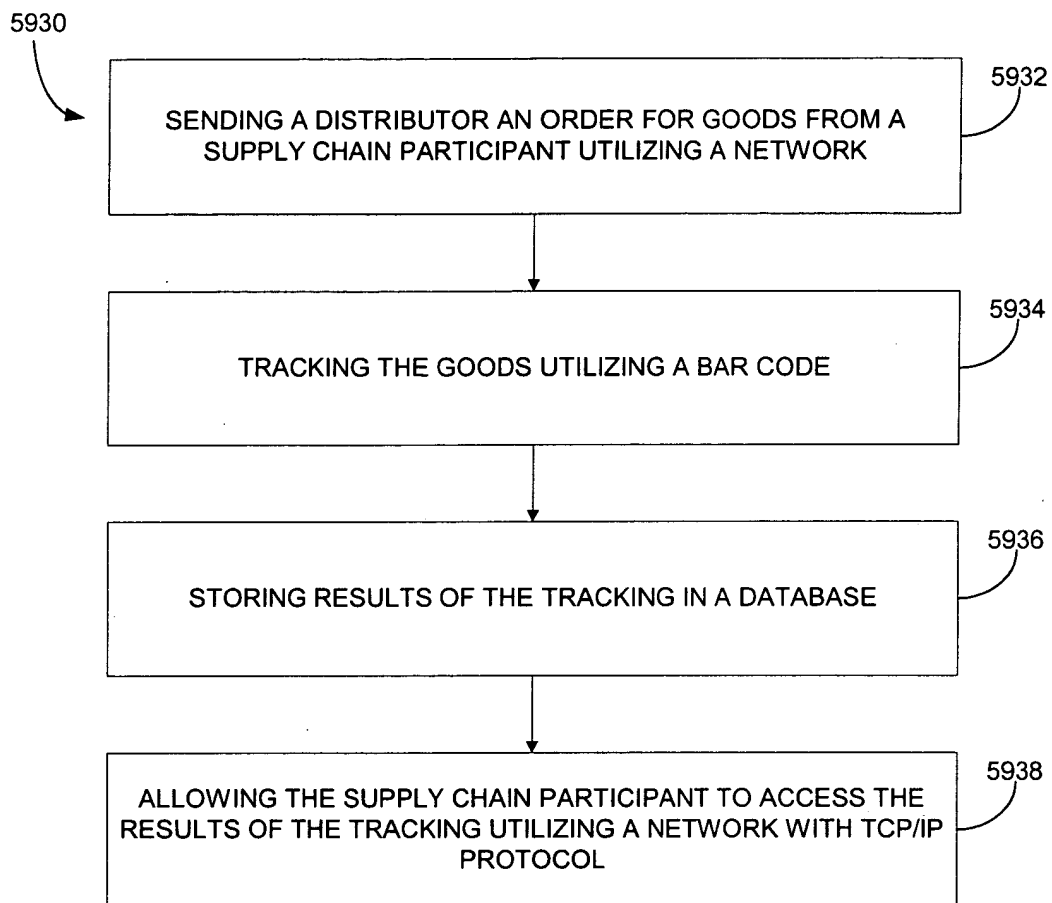 5930
5932
SENDING A DISTRIBUTOR AN ORDER FOR GOODS FROM A
SUPPLY CHAIN PARTICIPANT UTILIZING A NETWORK
5934
TRACKING THE GOODS UTILIZING A BAR CODE
5936
STORING RESULTS OF THE TRACKING IN A DATABASE
5938
ALLOWING THE SUPPLY CHAIN PARTICIPANT TO ACCESS THE
RESULTS OF THE TRACKING UTILIZING A NETWORK WITH TCP/IP
PROTOCOL